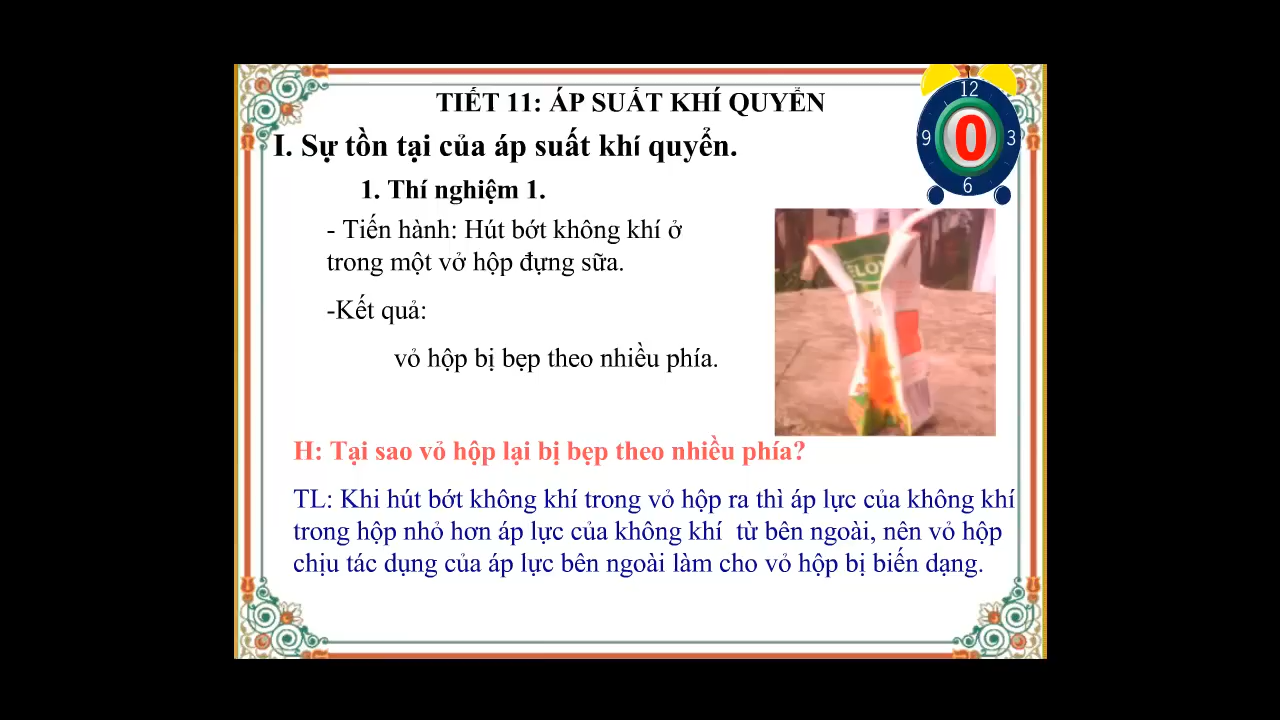 TIẾT 11: ÁP SUẤT KHÍ QUYỂN
I. Sự tồn tại của áp suất khí quyển.
12
9
0
3
6
1. Thí nghiệm 1.
- Tiến hành: Hút bớt không khí ở
trong một vở hộp đựng sữa.
-Kết quả:
vỏ hộp bị bẹp theo nhiều phía.
H: Tại sao vỏ hộp lại bị bẹp theo nhiều phía?
TL: Khi hút bớt không khí trong vỏ hộp ra thì áp lực của không khí
trong hộp nhỏ hơn áp lực của không khí từ bên ngoài, nên vỏ hộp
chịu tác dụng của áp lực bên ngoài làm cho vỏ hộp bị biến dạng.